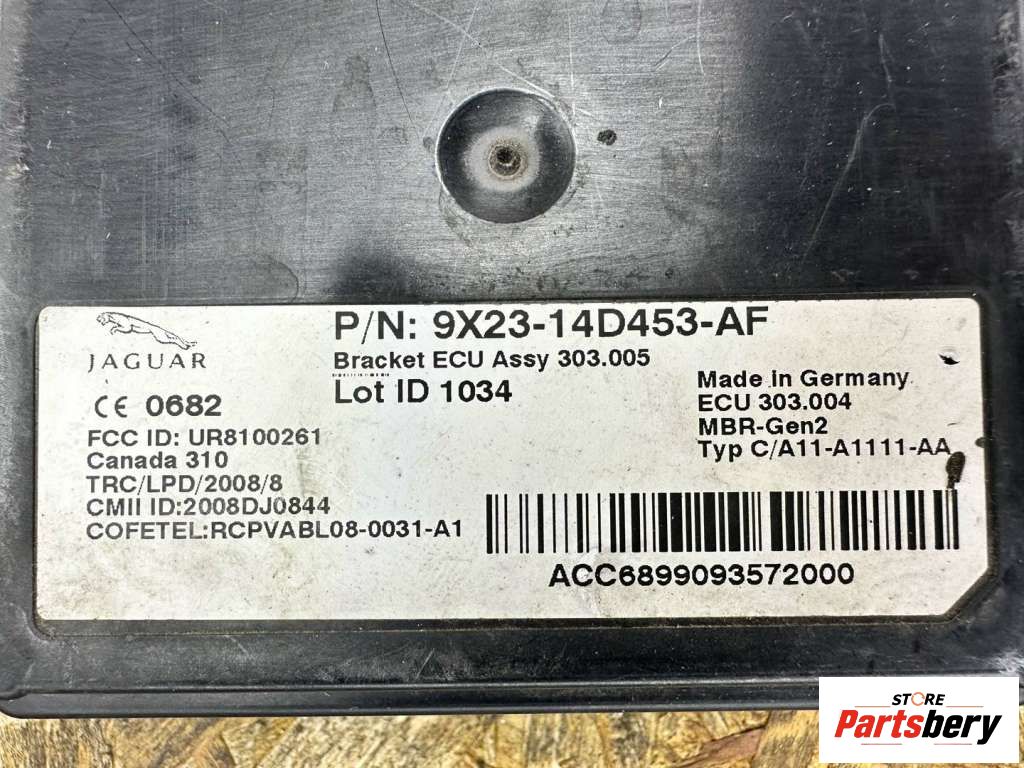 JAGUAR
P/N: 9X23-14D453-AF
Bracket ECU Assy 303.005
Lot ID 1034
CE 0682
FCC ID: UR8100261
Canada 310
TRC/LPD/2008/8
CMII ID:2008DJ0844
COFETEL:RCPVABL08-0031-A1
Made in Germany
ECU 303.004
MBR-Gen2
Typ C/A11-A1111-AA
ACC6899093572000
STORE
Partsbery